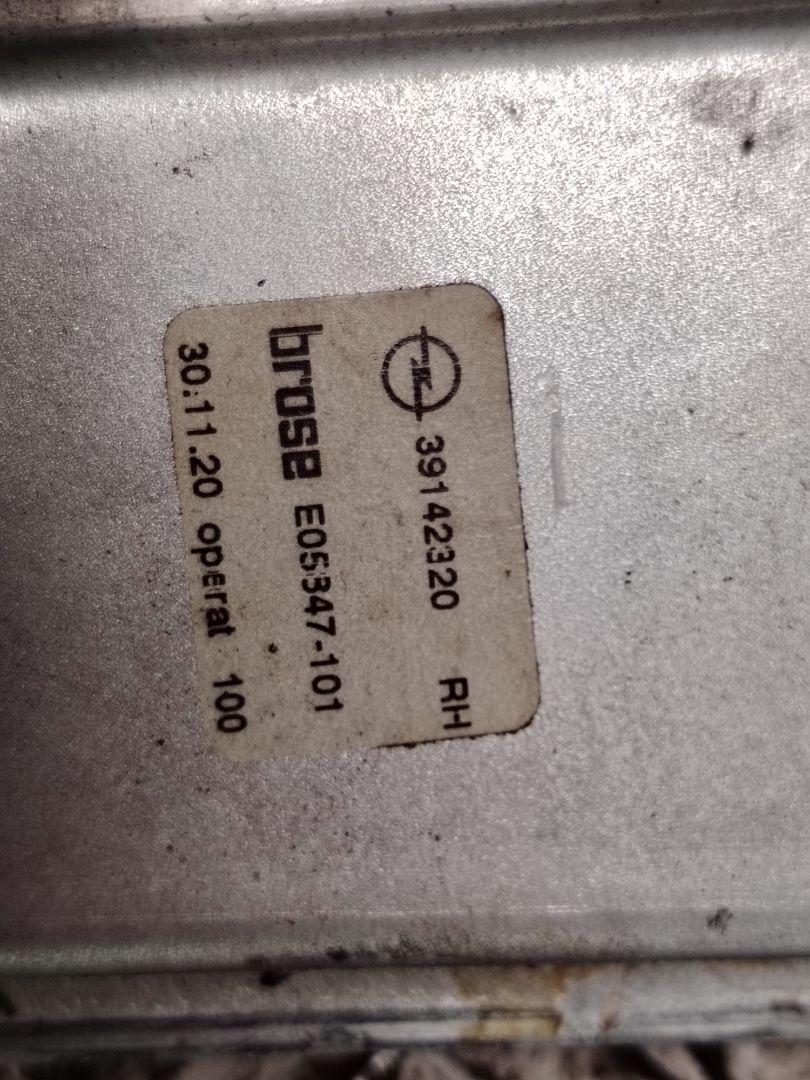 39142320 RH
brose E05347-101
30.11.20 operat 100